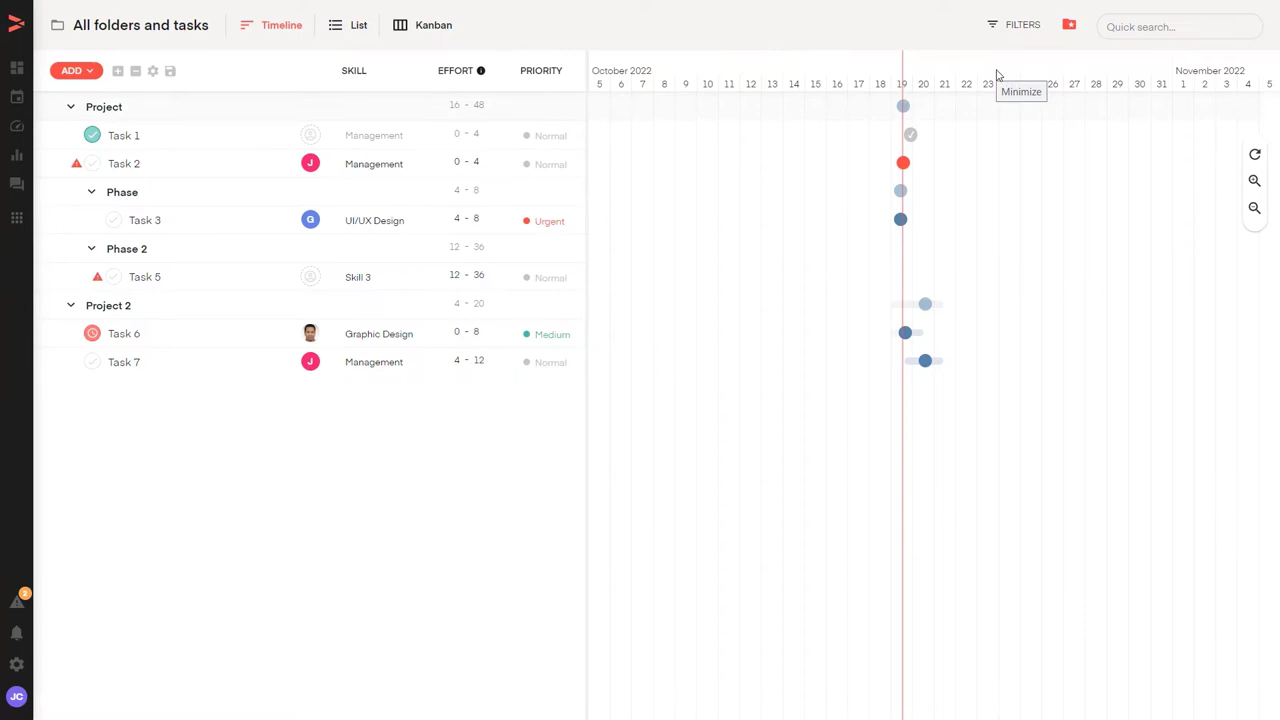 All folders and tasks Timeline List Kanban FILTERS Quick search...
ADD SKILL EFFORT PRIORITY October 2022 November 2022
5 6 7 8 9 10 11 12 13 14 15 16 17 18 19 20 21 22 23 26 27 28 29 30 31 1 2 3 4 5
Minimize
Project 16 - 48
Task 1 Management 0 - 4 Normal
Task 2 J Management 0 - 4 Normal
Phase 4 - 8
Task 3 G UI/UX Design 4 - 8 Urgent
Phase 2 12 - 36
Task 5 Skill 3 12 - 36 Normal
Project 2 4 - 20
Task 6 Graphic Design 0 - 8 Medium
Task 7 J Management 4 - 12 Normal
2
JC